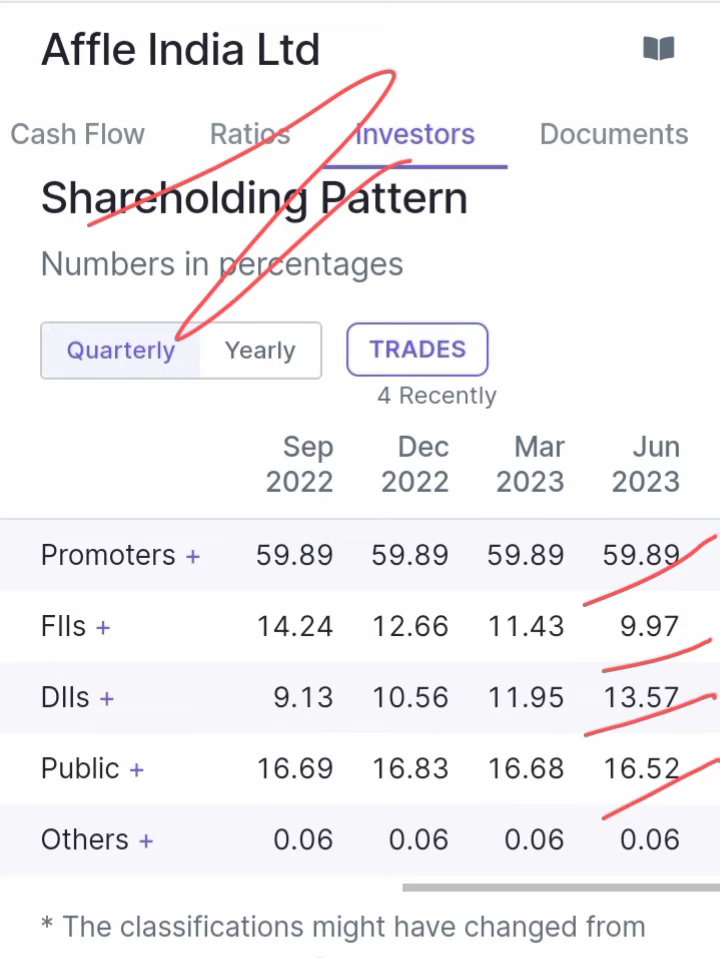 Affle India Ltd
Cash Flow Ratios Investors Documents
Shareholding Pattern
Numbers in percentages
Quarterly Yearly TRADES
4 Recently
Sep Dec Mar Jun
2022 2022 2023 2023
Promoters + 59.89 59.89 59.89 59.89
FIIs + 14.24 12.66 11.43 9.97
DIIs + 9.13 10.56 11.95 13.57
Public + 16.69 16.83 16.68 16.52
Others + 0.06 0.06 0.06 0.06
* The classifications might have changed from